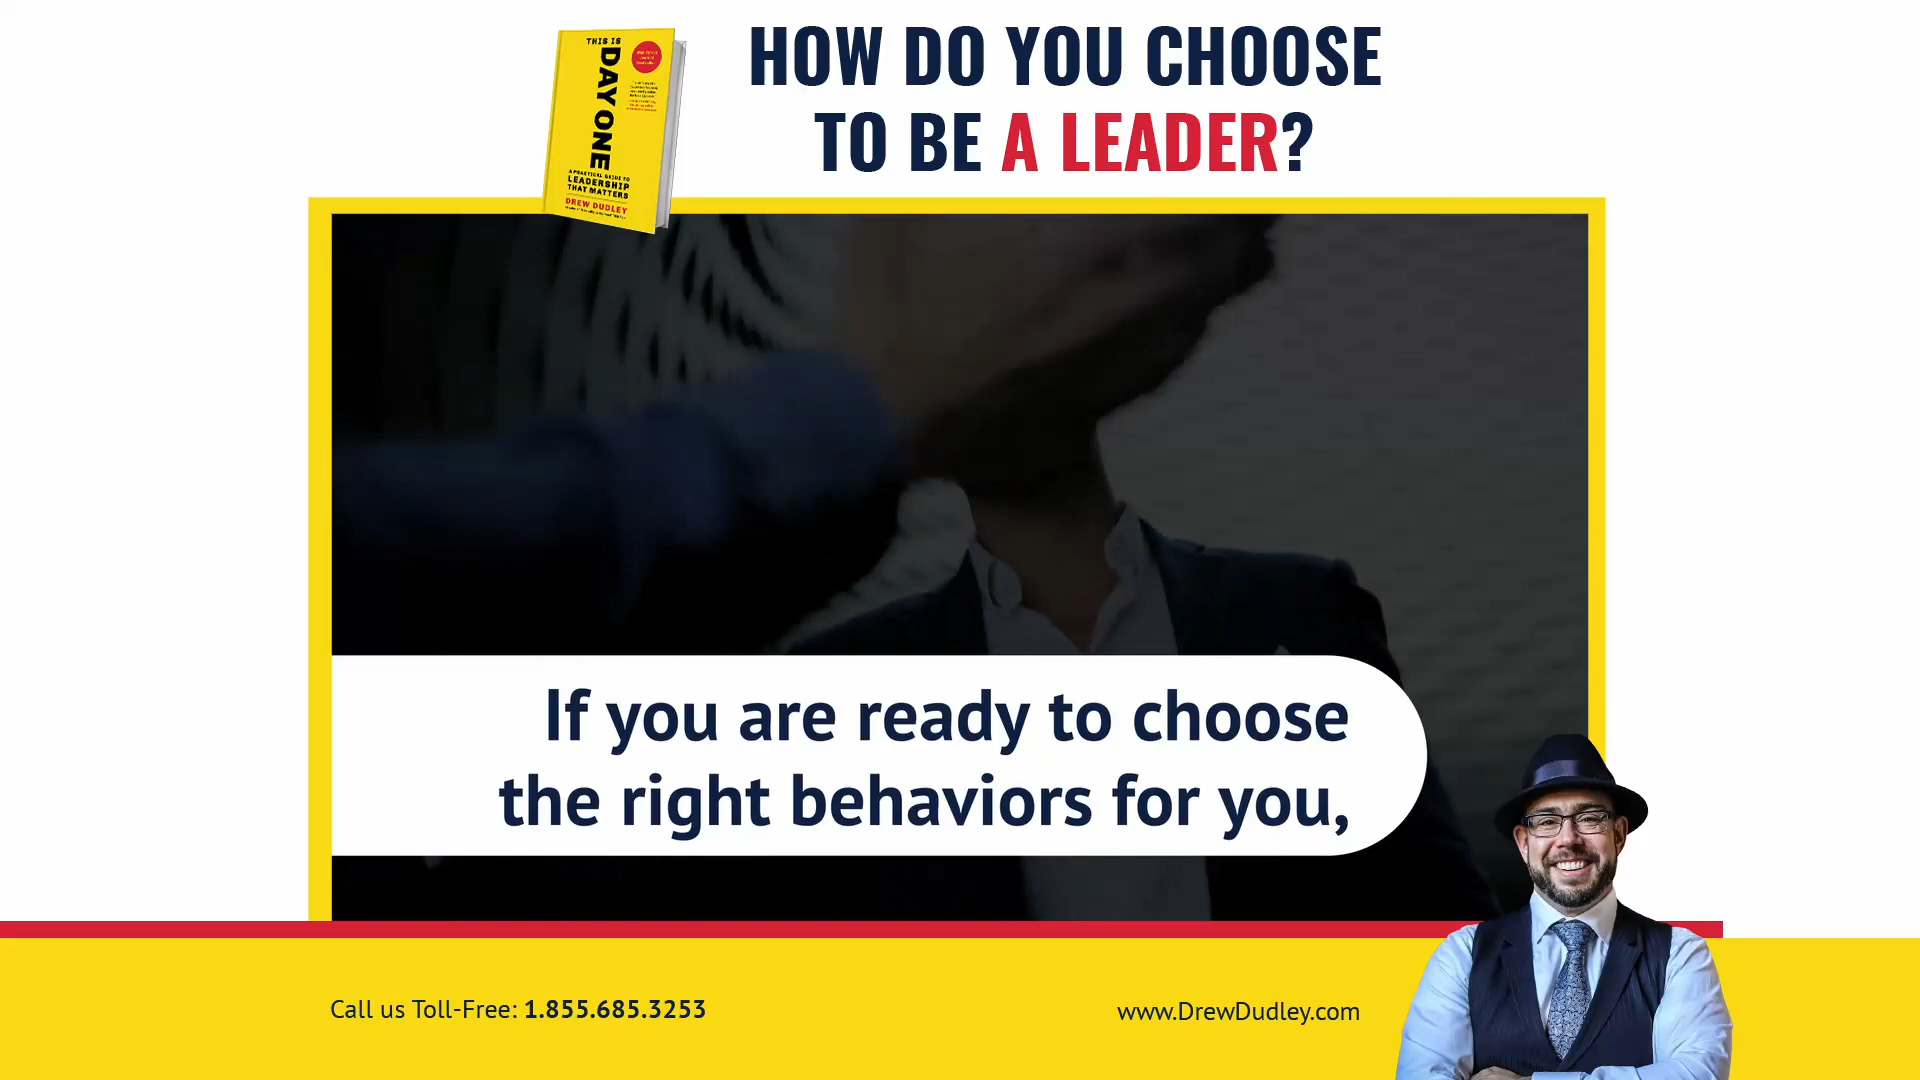 THIS IS
DAY ONE
A PRACTICAL GUIDE TO
LEADERSHIP
THAT MATTERS
DREW DUDLEY
HOW DO YOU CHOOSE
TO BE A LEADER?
If you are ready to choose
the right behaviors for you,
Call us Toll-Free: 1.855.685.3253
www.DrewDudley.com